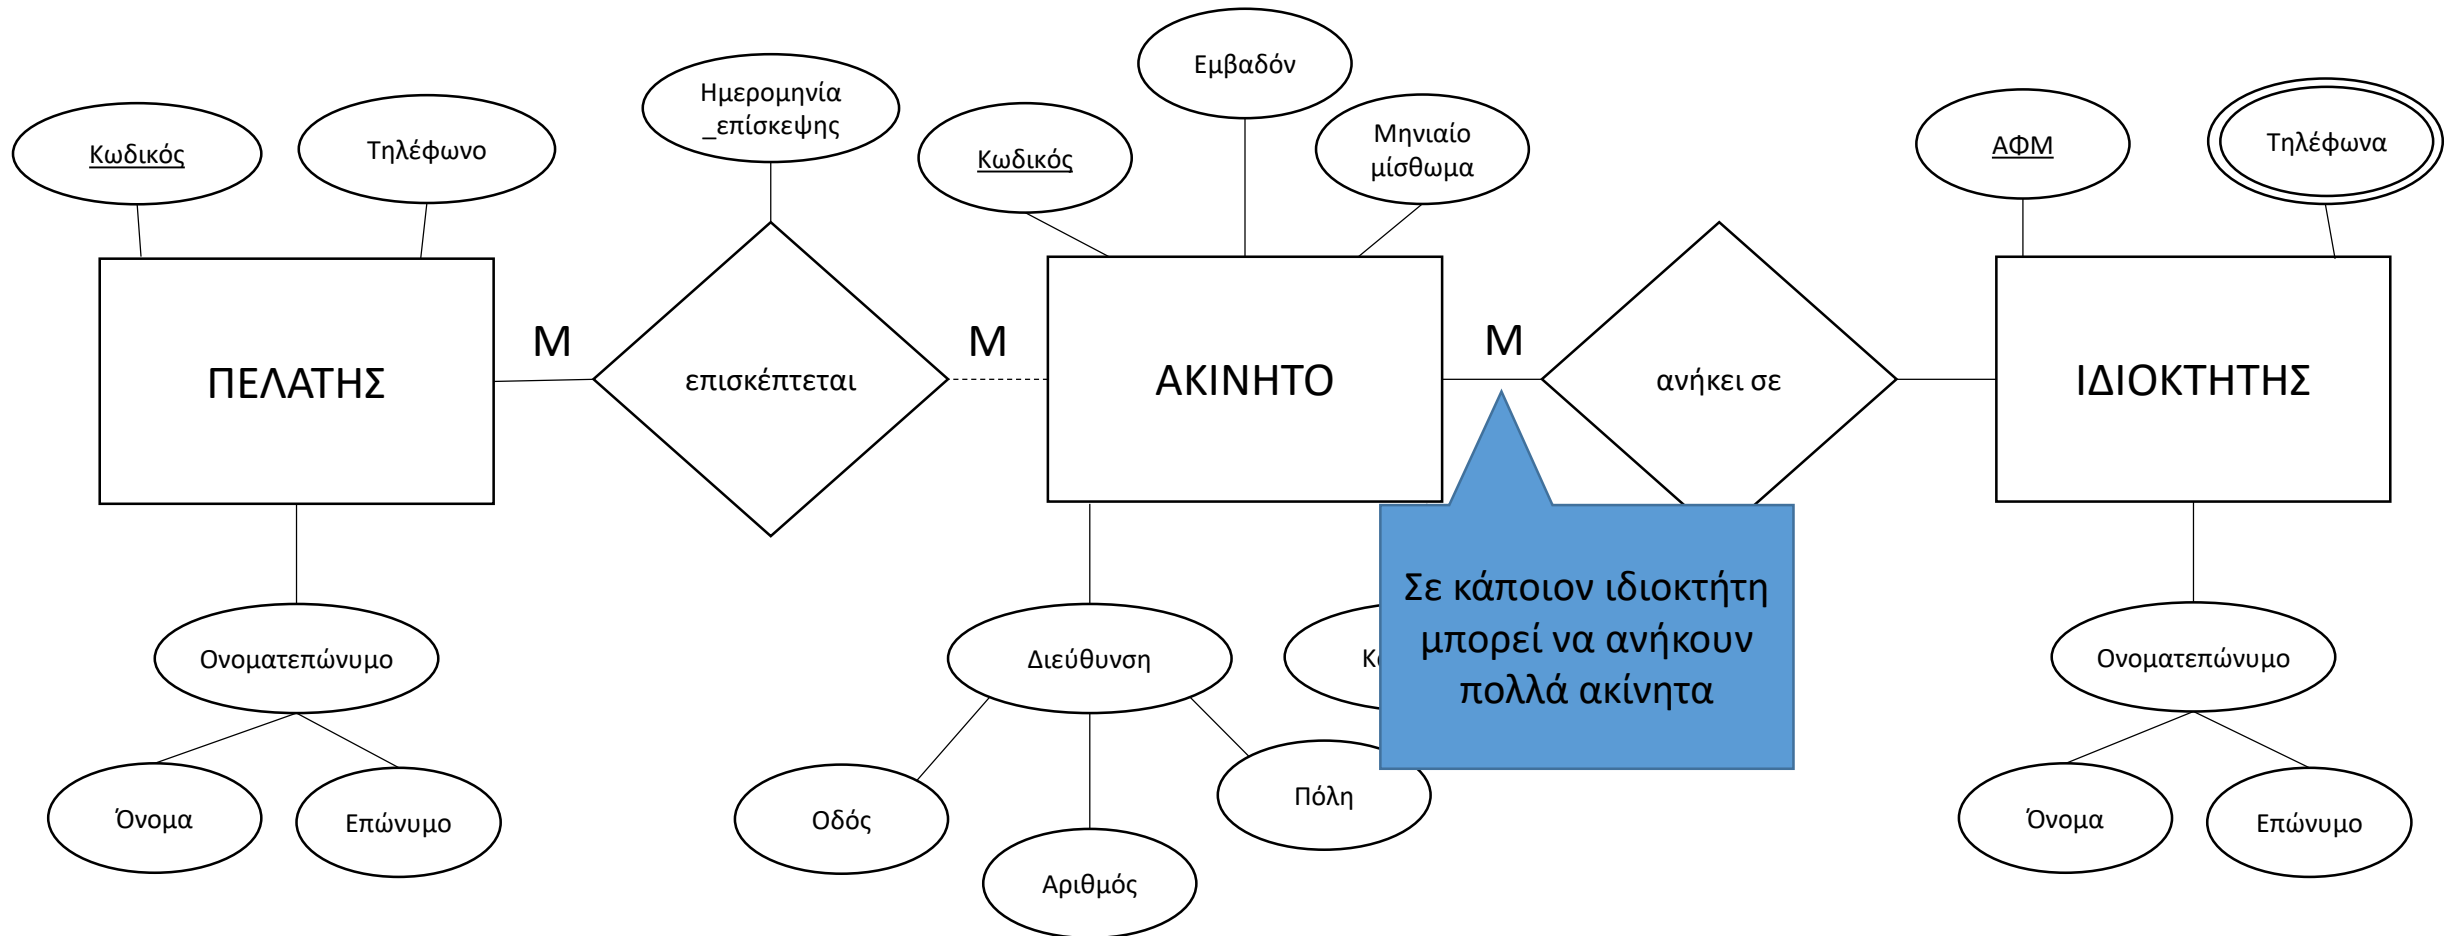 Εμβαδόν
Ημερομηνία
_επίσκεψης
Κωδικός
Τηλέφωνο
Κωδικός
Μηνιαίο
μίσθωμα
ΑΦΜ
Τηλέφωνα
Μ
Μ
Μ
ΠΕΛΑΤΗΣ
επισκέπτεται
ΑΚΙΝΗΤΟ
ανήκει σε
ΙΔΙΟΚΤΗΤΗΣ
Σε κάποιον ιδιοκτήτη
μπορεί να ανήκουν
πολλά ακίνητα
Ονοματεπώνυμο
Διεύθυνση
Ονοματεπώνυμο
Όνομα
Επώνυμο
Οδός
Αριθμός
Πόλη
Όνομα
Επώνυμο